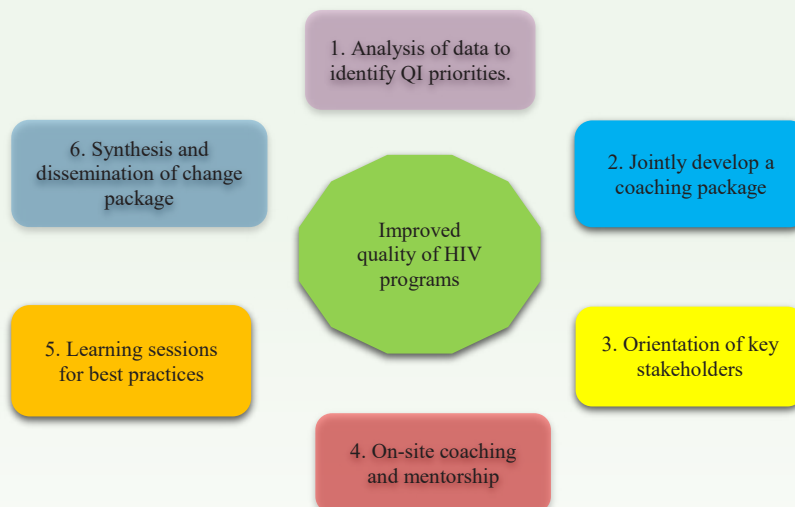 1. Analysis of data to
identify QI priorities.
2. Jointly develop a
coaching package
3. Orientation of key
stakeholders
4. On-site coaching
and mentorship
5. Learning sessions
for best practices
6. Synthesis and
dissemination of change
package
Improved
quality of HIV
programs